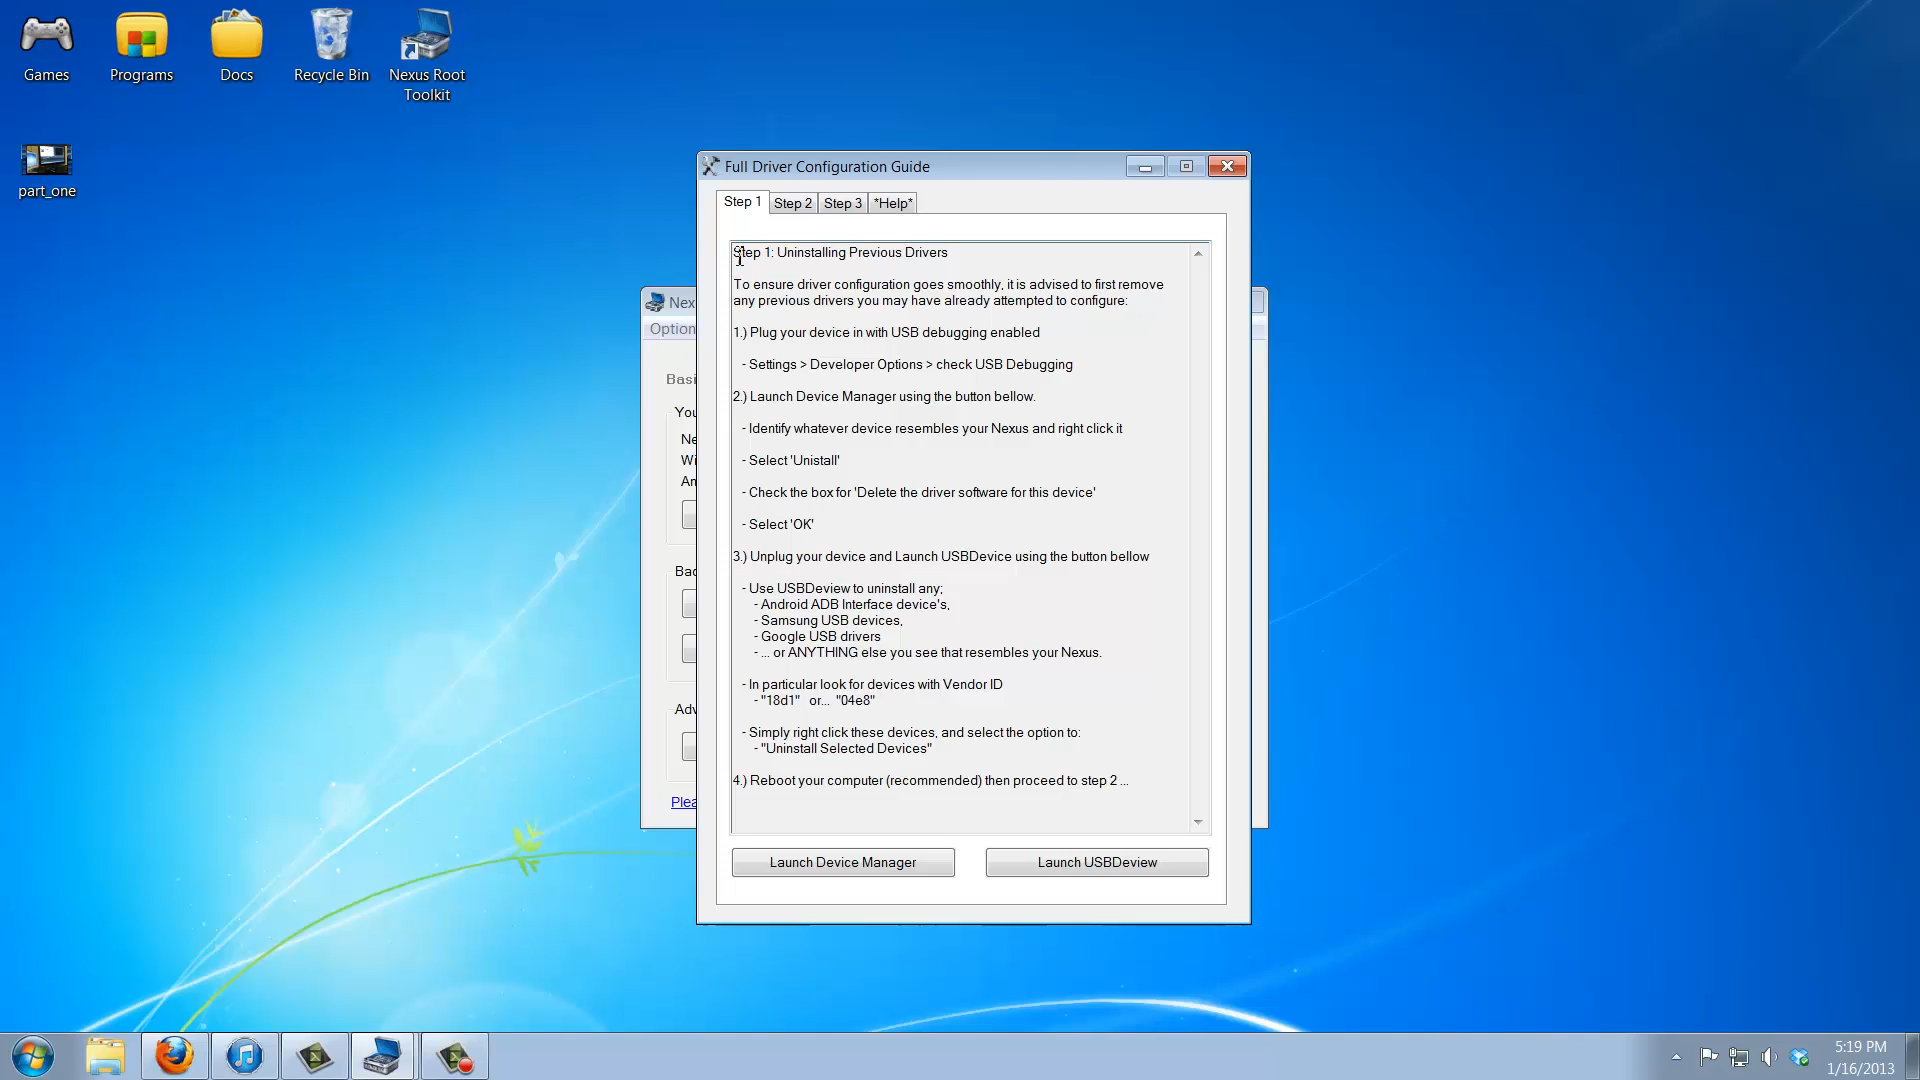 Games
Programs
Docs
Recycle Bin
Nexus Root
Toolkit
part_one
Full Driver Configuration Guide
Step 1
Step 2
Step 3
*Help*
Step 1: Uninstalling Previous Drivers
To ensure driver configuration goes smoothly, it is advised to first remove
any previous drivers you may have already attempted to configure:
1.) Plug your device in with USB debugging enabled
- Settings > Developer Options > check USB Debugging
2.) Launch Device Manager using the button bellow.
- Identify whatever device resembles your Nexus and right click it
- Select 'Unistall'
- Check the box for 'Delete the driver software for this device'
- Select 'OK'
3.) Unplug your device and Launch USBDevice using the button bellow
- Use USBDeview to uninstall any;
- Android ADB Interface device's,
- Samsung USB devices,
- Google USB drivers
- ... or ANYTHING else you see that resembles your Nexus.
- In particular look for devices with Vendor ID
- "18d1" or... "04e8"
- Simply right click these devices, and select the option to:
- "Uninstall Selected Devices"
4.) Reboot your computer (recommended) then proceed to step 2 ...
Launch Device Manager
Launch USBDeview
Nex
Option
Basi
You
Ne
Wi
An
Bac
Adv
Plea
5:19 PM
1/16/2013